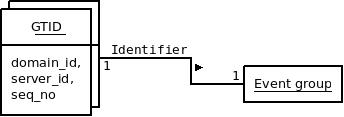 GTID
domain_id,
server_id,
seq_no
Identifier
1
1
Event group